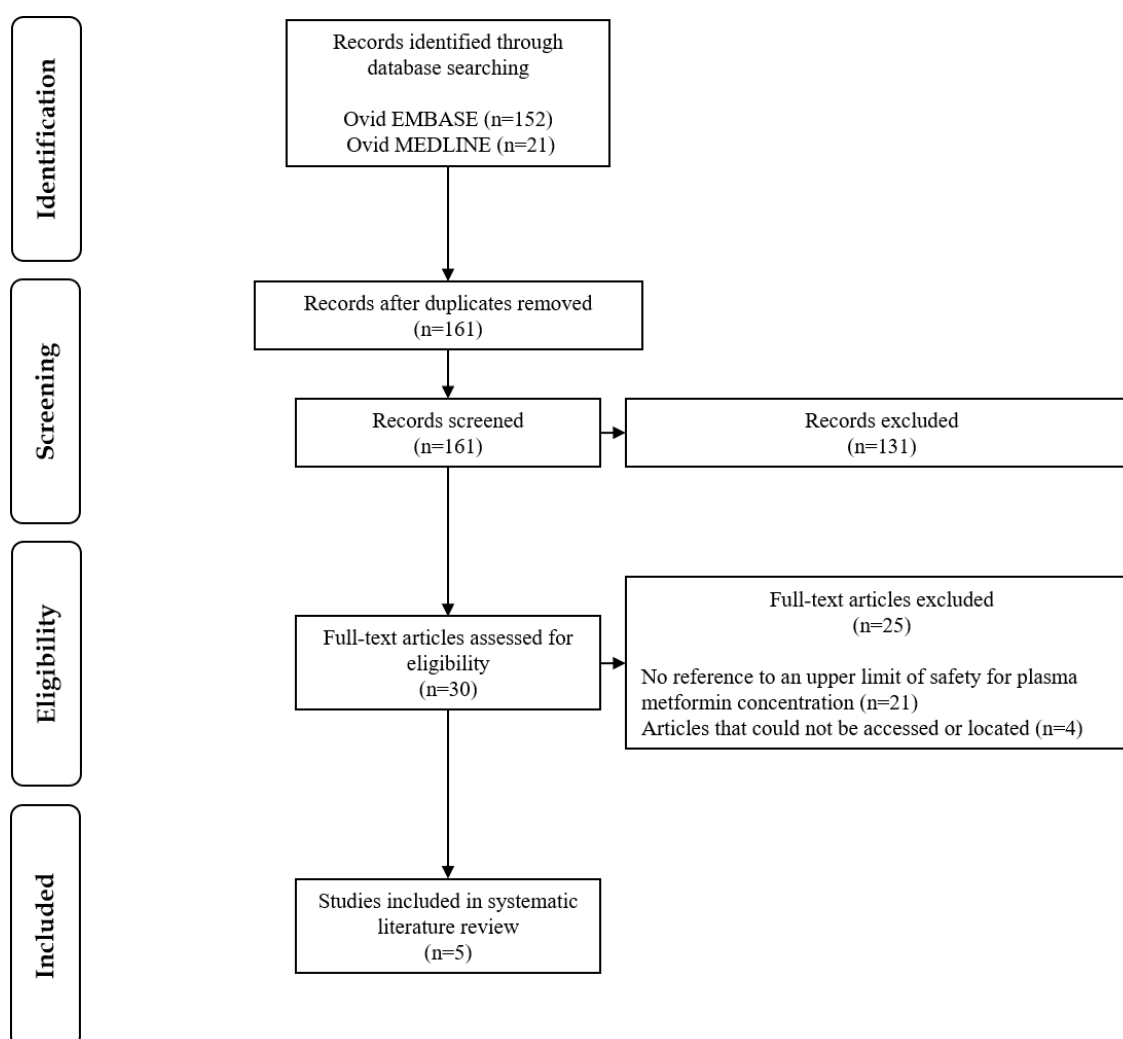 Identification
Records identified through
database searching
Ovid EMBASE (n=152)
Ovid MEDLINE (n=21)
Screening
Records after duplicates removed
(n=161)
Records screened
(n=161)
Records excluded
(n=131)
Eligibility
Full-text articles assessed for
eligibility
(n=30)
Full-text articles excluded
(n=25)
No reference to an upper limit of safety for plasma
metformin concentration (n=21)
Articles that could not be accessed or located (n=4)
Included
Studies included in systematic
literature review
(n=5)